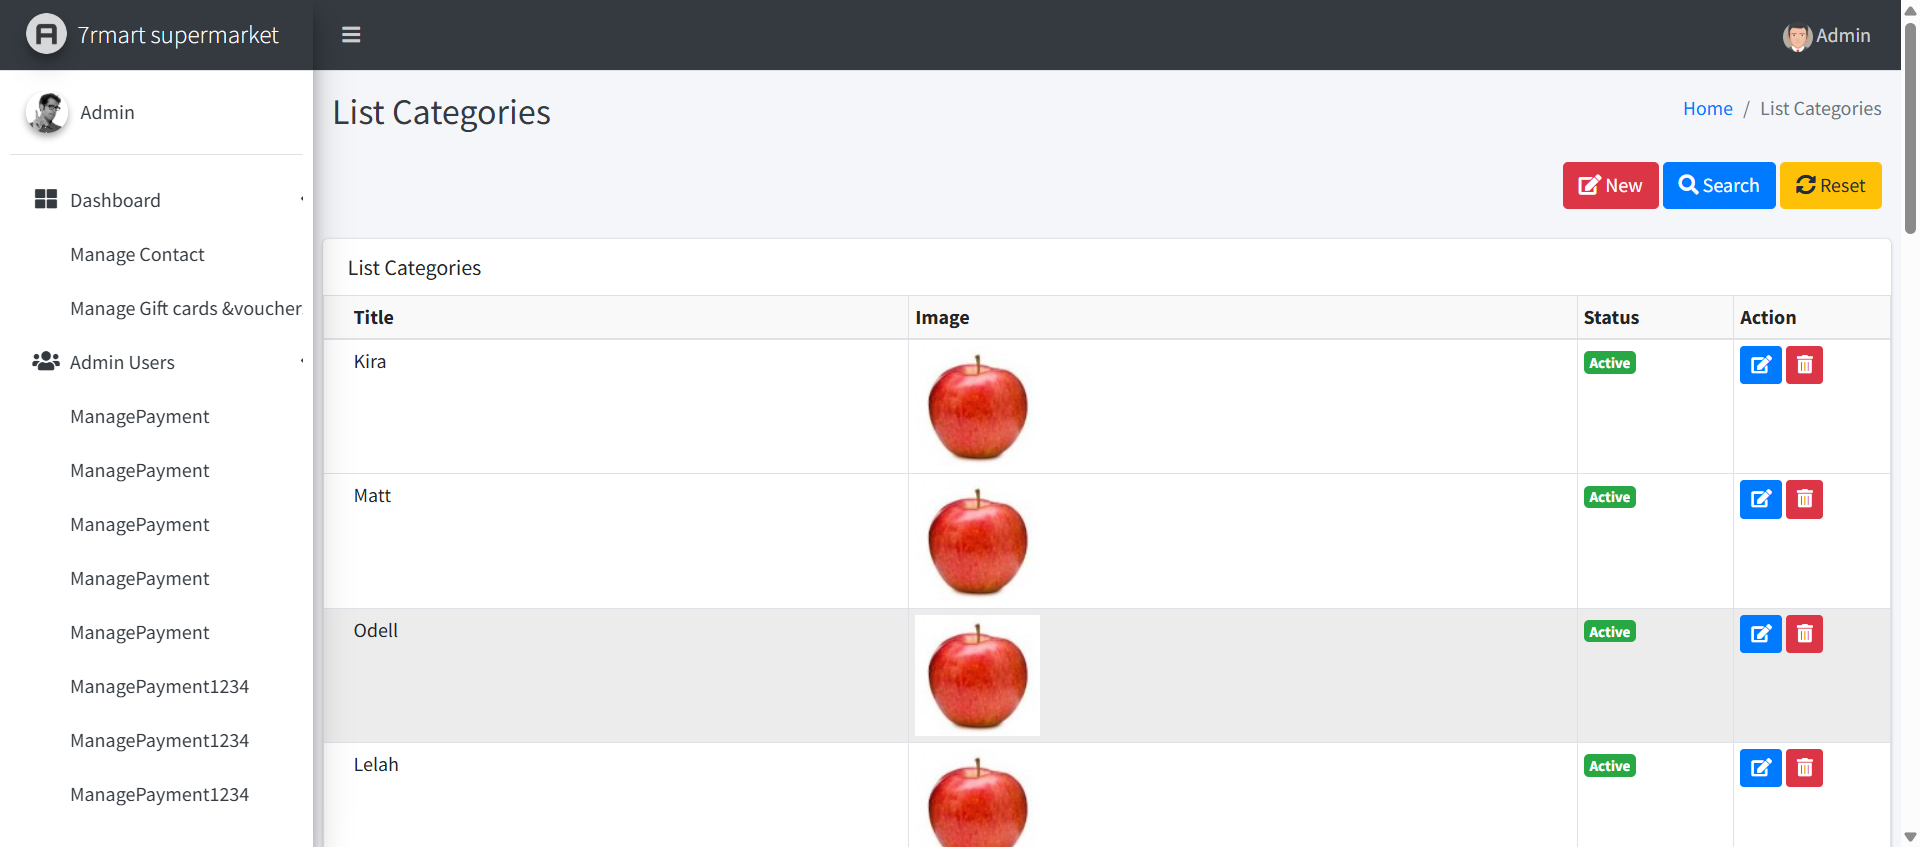 7rmart supermarket
Admin
Admin
List Categories
Home / List Categories
New
Search
Reset
Dashboard
Manage Contact
Manage Gift cards &voucher
Admin Users
ManagePayment
ManagePayment
ManagePayment
ManagePayment
ManagePayment
ManagePayment1234
ManagePayment1234
ManagePayment1234
List Categories
Title Image Status Action
Kira Active
Matt Active
Odell Active
Lelah Active